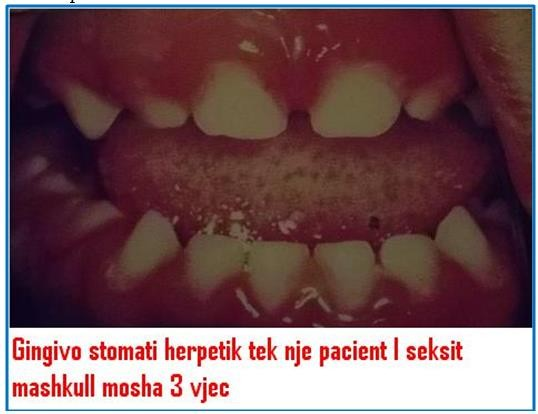 Gingivo stomati herpetik tek nje pacient I seksit
mashkull mosha 3 vjec